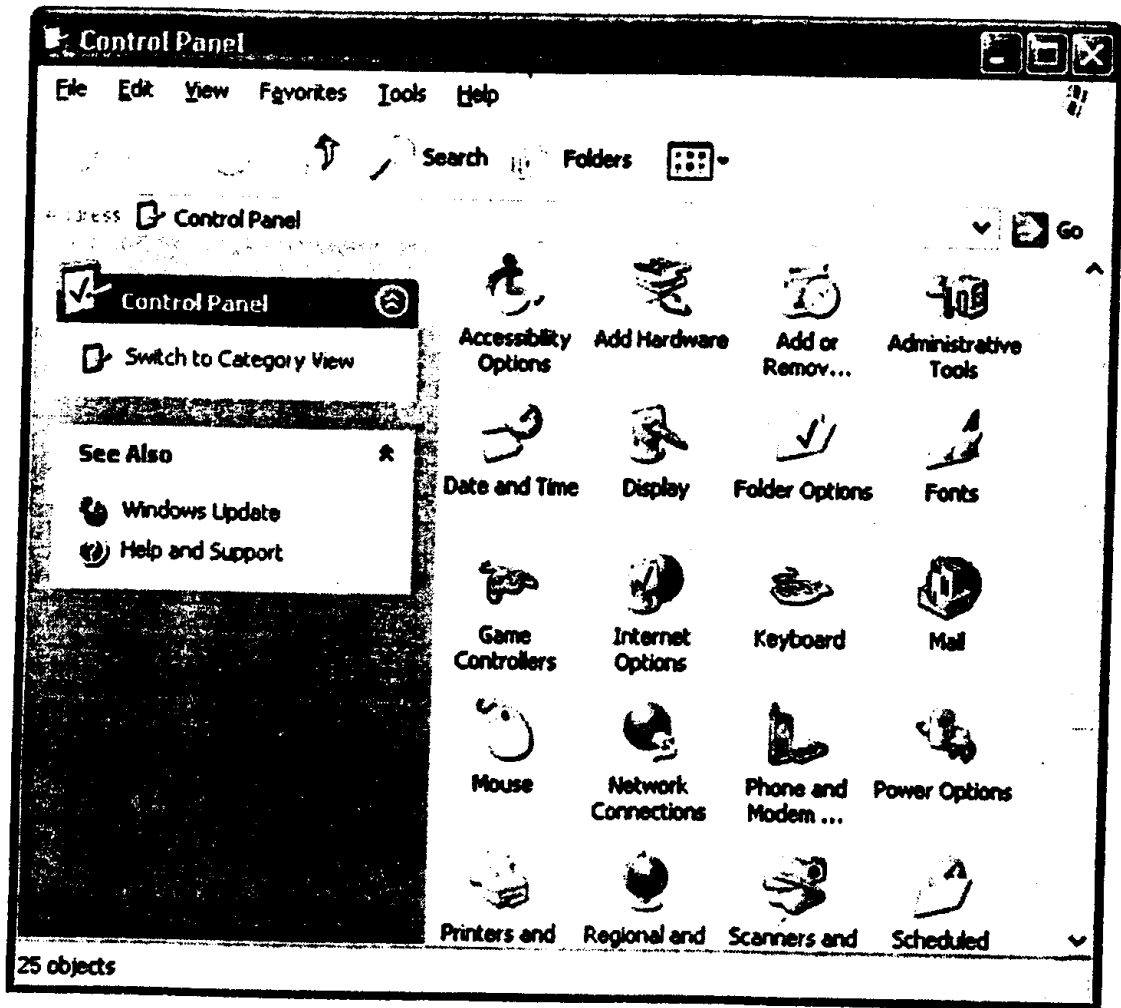 Control Panel
File Edit View Favorites Tools Help
Search Folders
Control Panel Go
Control Panel
Switch to Category View
See Also
Windows Update
Help and Support
Accessibility Options
Add Hardware
Add or Remov...
Administrative Tools
Date and Time
Display
Folder Options
Fonts
Game Controllers
Internet Options
Keyboard
Mail
Mouse
Network Connections
Phone and Modem ...
Power Options
Printers and
Regional and
Scanners and
Scheduled
25 objects